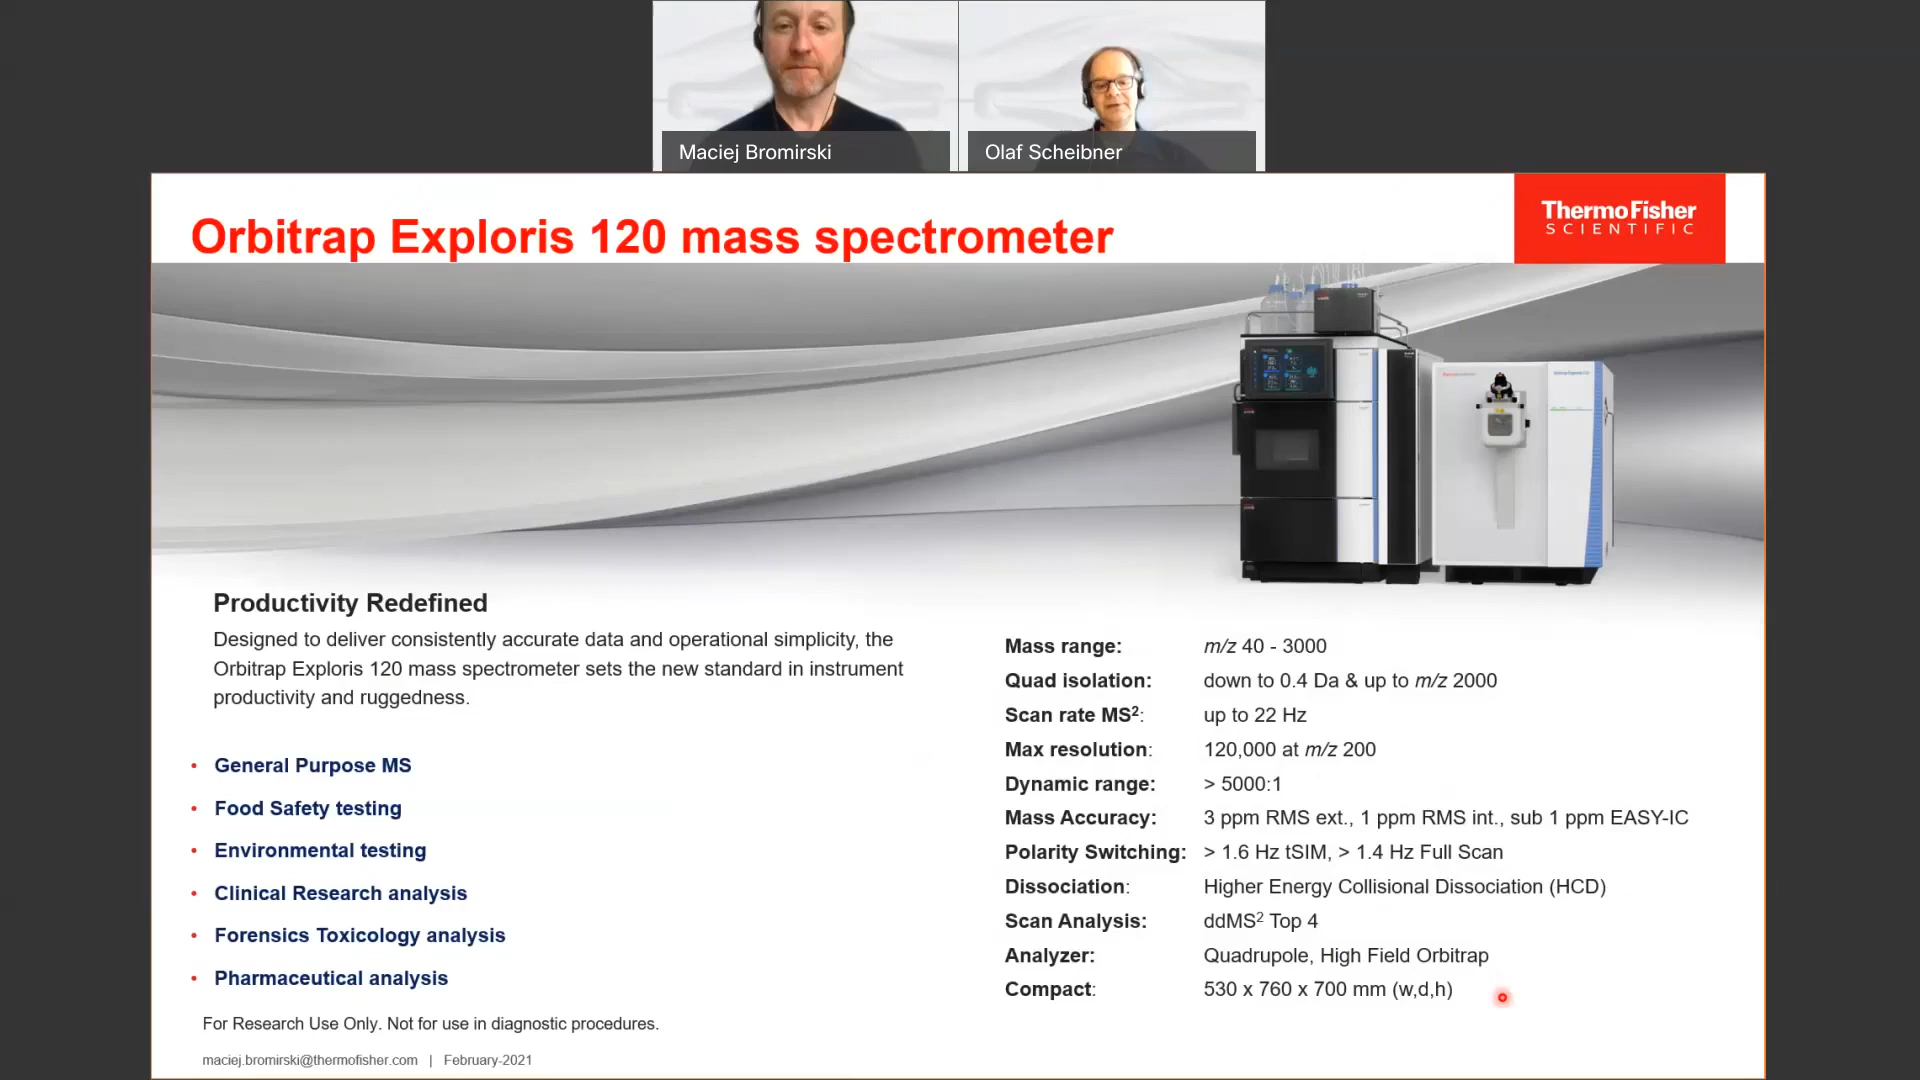 Maciej Bromirski
Olaf Scheibner
Orbitrap Exploris 120 mass spectrometer
ThermoFisher
SCIENTIFIC
Productivity Redefined
Designed to deliver consistently accurate data and operational simplicity, the
Orbitrap Exploris 120 mass spectrometer sets the new standard in instrument
productivity and ruggedness.
• General Purpose MS
• Food Safety testing
• Environmental testing
• Clinical Research analysis
• Forensics Toxicology analysis
• Pharmaceutical analysis
Mass range: m/z 40 - 3000
Quad isolation: down to 0.4 Da & up to m/z 2000
Scan rate MS²: up to 22 Hz
Max resolution: 120,000 at m/z 200
Dynamic range: > 5000:1
Mass Accuracy: 3 ppm RMS ext., 1 ppm RMS int., sub 1 ppm EASY-IC
Polarity Switching: > 1.6 Hz tSIM, > 1.4 Hz Full Scan
Dissociation: Higher Energy Collisional Dissociation (HCD)
Scan Analysis: ddMS² Top 4
Analyzer: Quadrupole, High Field Orbitrap
Compact: 530 x 760 x 700 mm (w,d,h)
For Research Use Only. Not for use in diagnostic procedures.
maciej.bromirski@thermofisher.com | February-2021